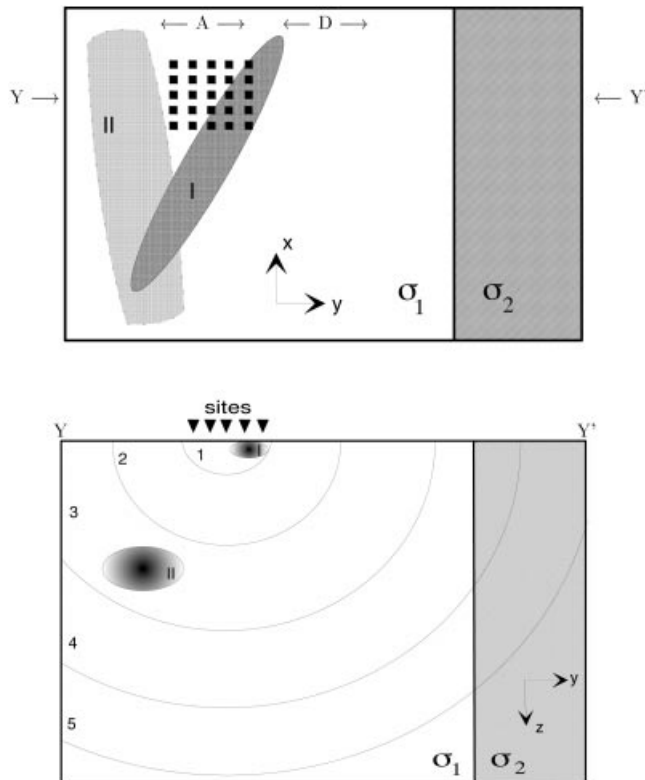 ← A → ← D →
Y → ← Y'
II
I
x
y
σ₁ σ₂
sites
Y Y'
2 1 I
3
II
4
y
5 z
σ₁ σ₂